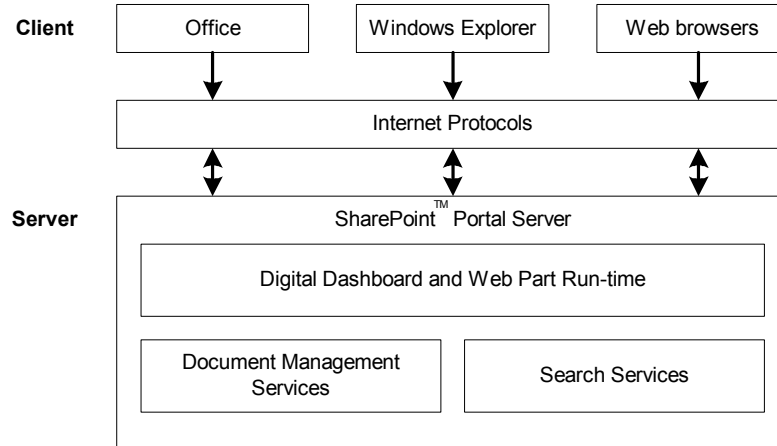 Client
Office
Windows Explorer
Web browsers
Internet Protocols
Server
SharePoint™ Portal Server
Digital Dashboard and Web Part Run-time
Document Management
Services
Search Services